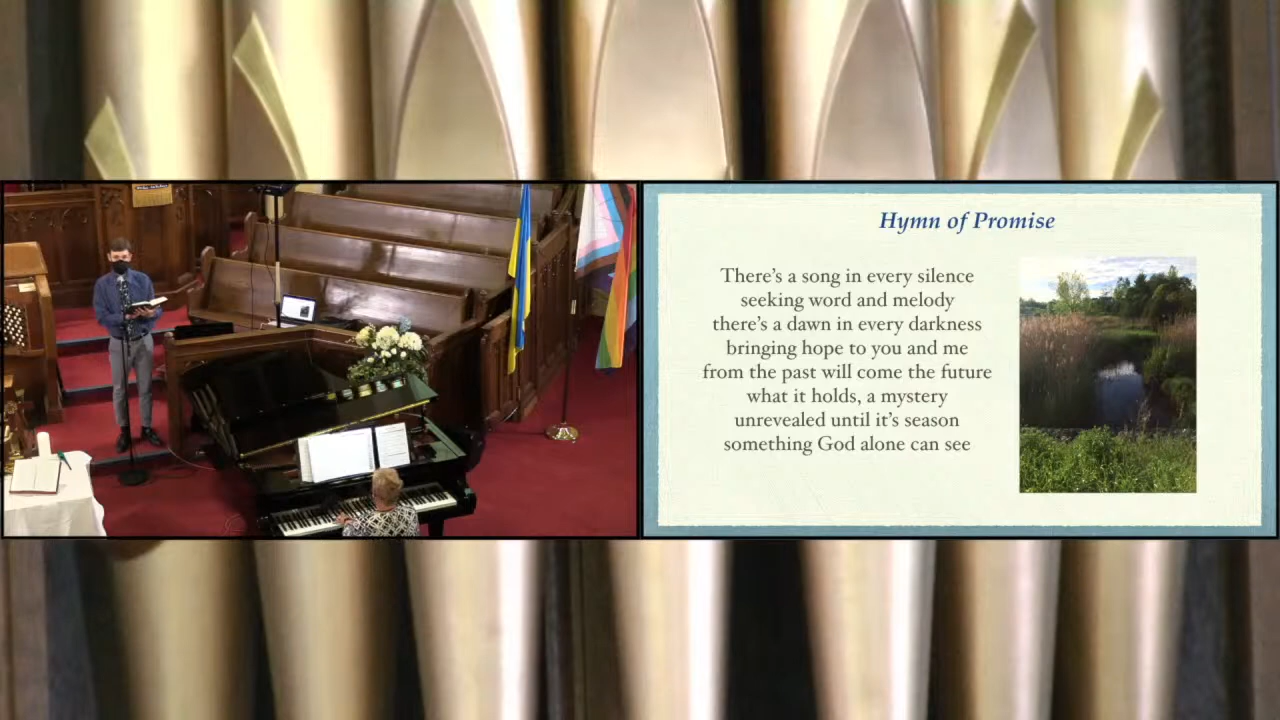 Hymn of Promise
There's a song in every silence
seeking word and melody
there's a dawn in every darkness
bringing hope to you and me
from the past will come the future
what it holds, a mystery
unrevealed until it's season
something God alone can see